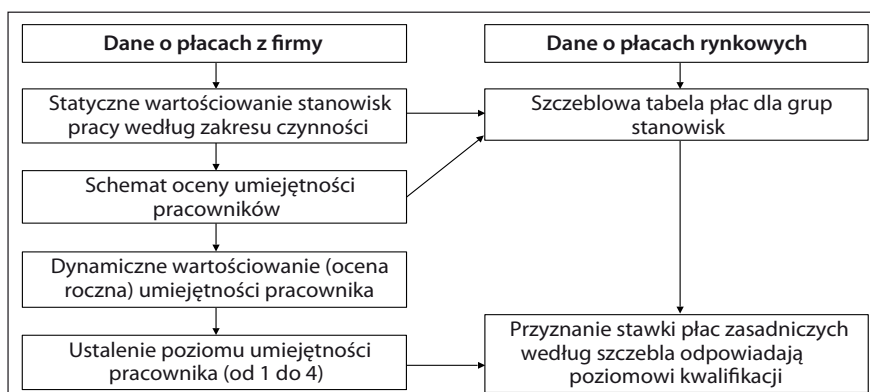 Dane o płacach z firmy
Statyczne wartościowanie stanowisk
pracy według zakresu czynności
Schemat oceny umiejętności
pracowników
Dynamiczne wartościowanie (ocena
roczna) umiejętności pracownika
Ustalenie poziomu umiejętności
pracownika (od 1 do 4)
Dane o płacach rynkowych
Szczeblowa tabela płac dla grup
stanowisk
Przyznanie stawki płac zasadniczych
według szczebla odpowiadają
poziomowi kwalifikacji